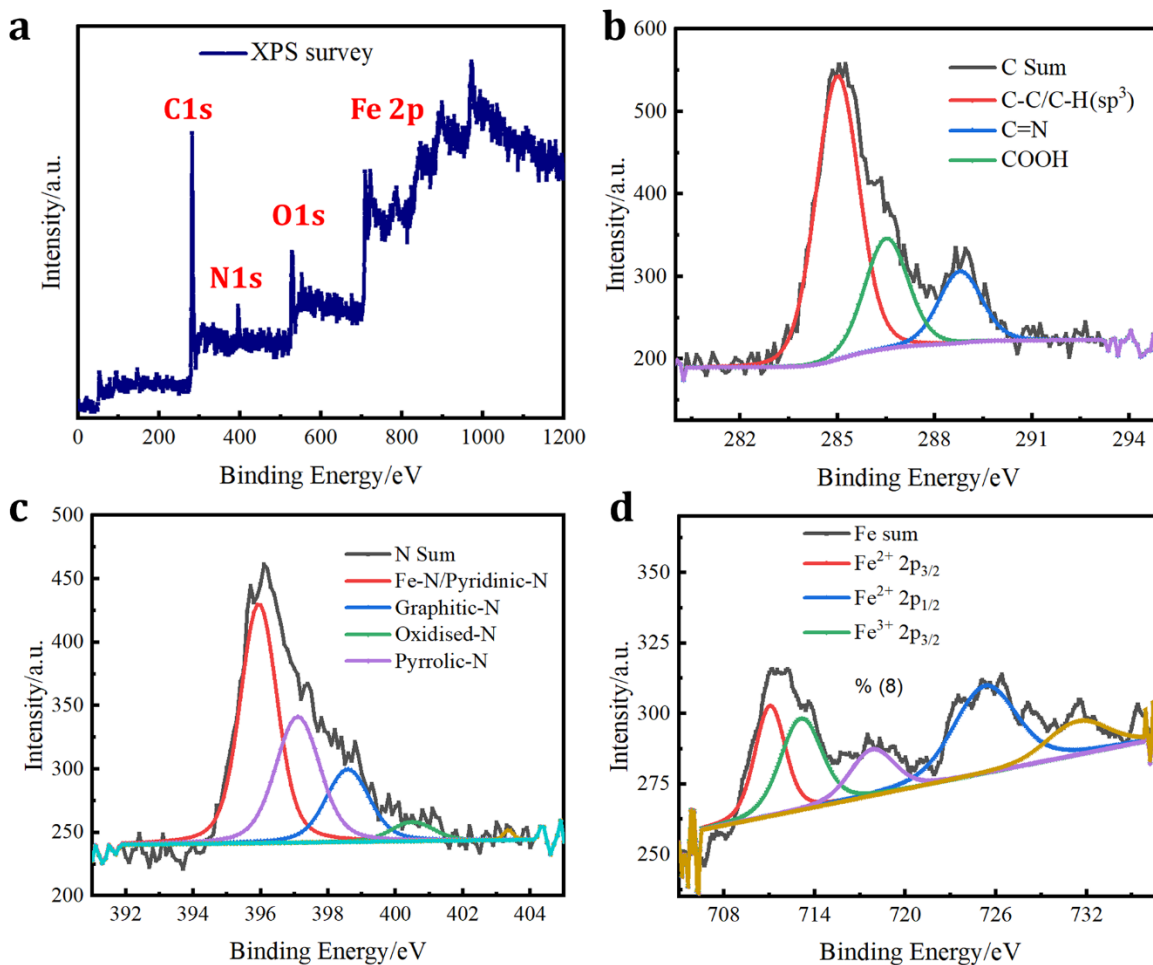 a
XPS survey
C1s
N1s
O1s
Fe 2p
Intensity/a.u.
0 200 400 600 800 1000 1200
Binding Energy/eV
b
C Sum
C-C/C-H(sp³)
C=N
COOH
600
500
400
300
200
Intensity/a.u.
282 285 288 291 294
Binding Energy/eV
c
N Sum
Fe-N/Pyridinic-N
Graphitic-N
Oxidised-N
Pyrrolic-N
500
450
400
350
300
250
200
Intensity/a.u.
392 394 396 398 400 402 404
Binding Energy/eV
d
Fe sum
Fe²⁺ 2p₃/₂
Fe²⁺ 2p₁/₂
Fe³⁺ 2p₃/₂
% (8)
350
325
300
275
250
Intensity/a.u.
708 714 720 726 732
Binding Energy/eV